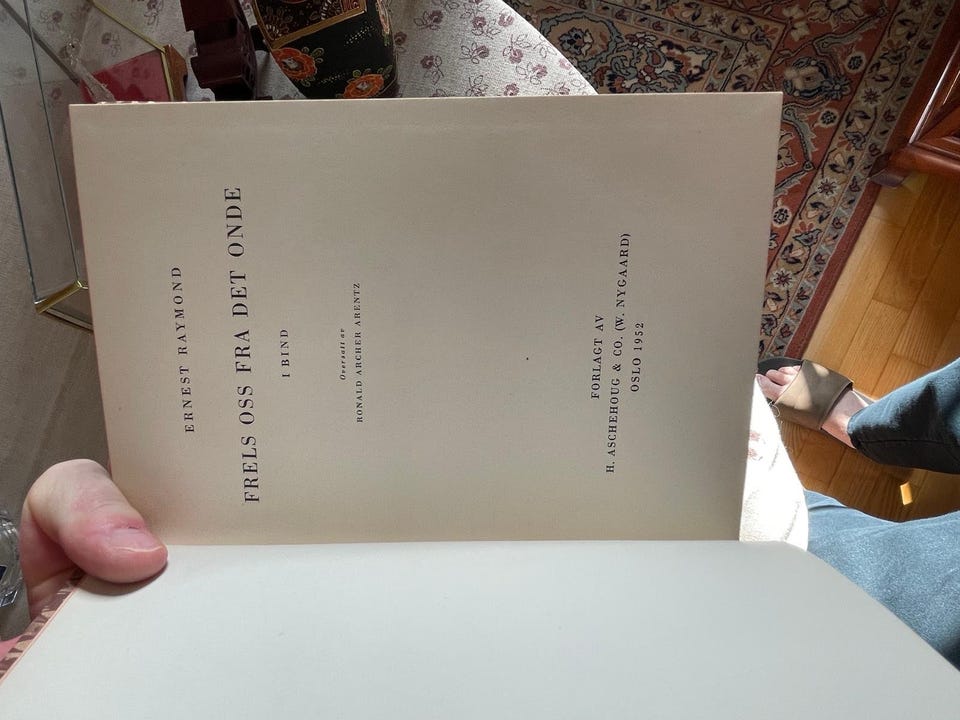 ERNEST RAYMOND
FRELS OSS FRA DET ONDE
I BIND
Oversatt av
RONALD ARCHER ARENTZ
FORLAGT AV
H. ASCHEHOUG & CO. (W. NYGAARD)
OSLO 1952